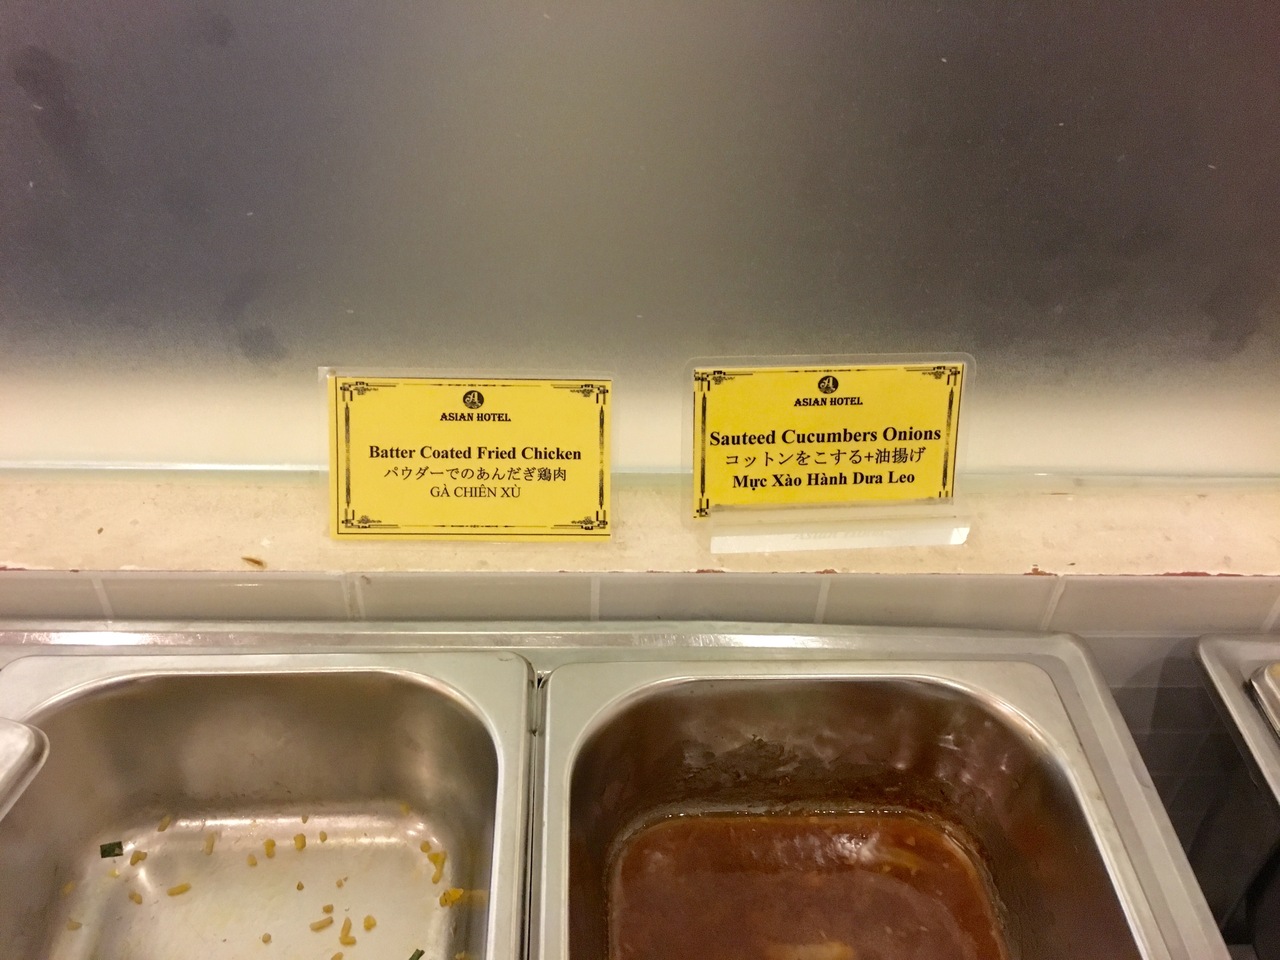 ASIAN HOTEL
Batter Coated Fried Chicken
パウダーでのあんだぎ鶏肉
GÀ CHIÊN XÙ
ASIAN HOTEL
Sauteed Cucumbers Onions
コットンをこする+油揚げ
Mực Xào Hành Dưa Leo